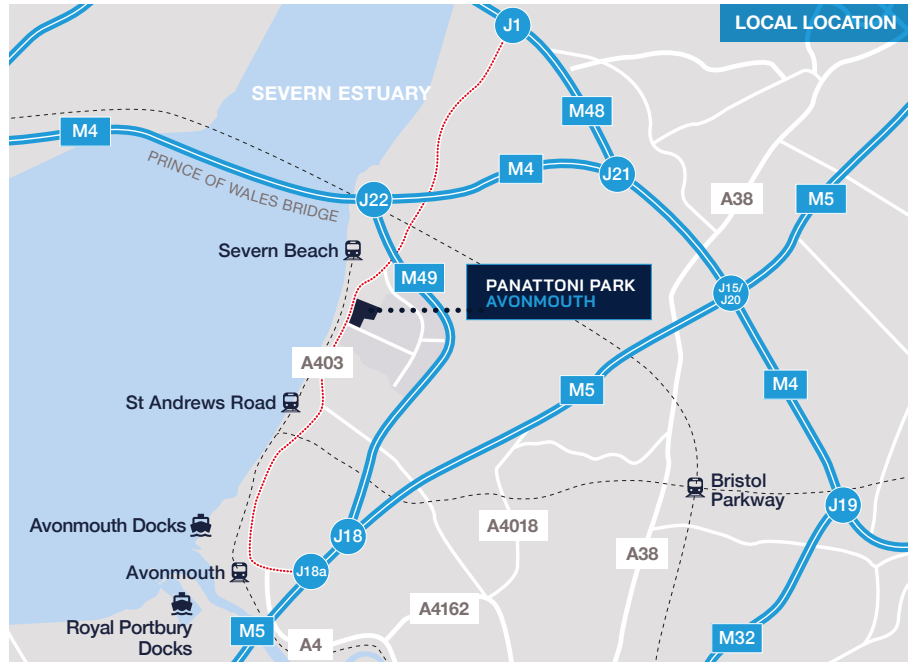 LOCAL LOCATION
J1
SEVERN ESTUARY
M48
M4
PRINCE OF WALES BRIDGE
M4
J21
J22
A38
M5
Severn Beach
M49
PANATTONI PARK
AVONMOUTH
J15/
J20
A403
M5
M4
St Andrews Road
Bristol
Parkway
J19
Avonmouth Docks
J18
A4018
A38
Avonmouth
J18a
A4162
Royal Portbury
Docks
M5
A4
M32